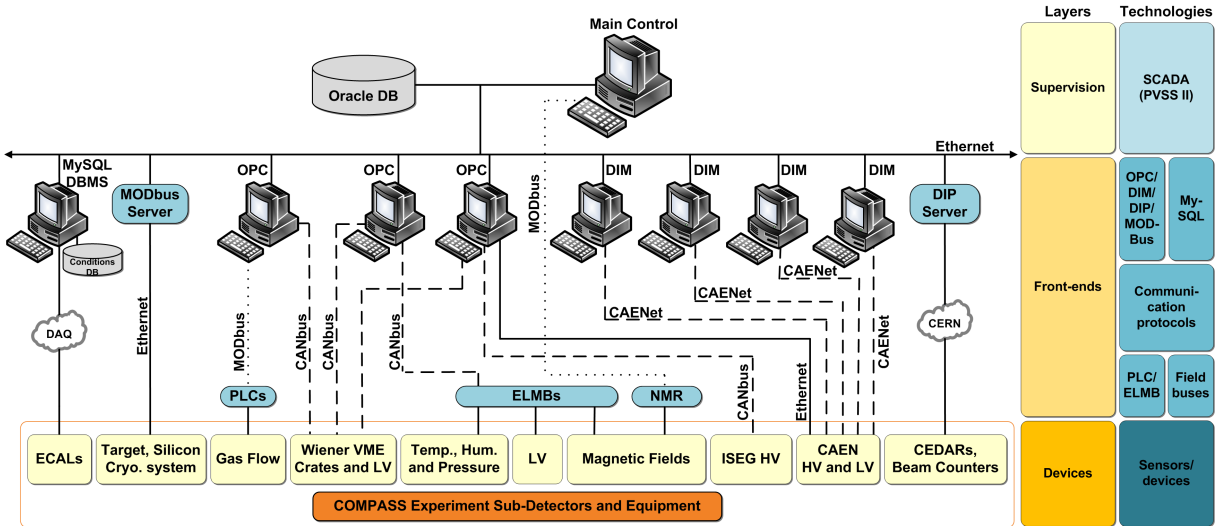 Layers
Technologies
Main Control
Oracle DB
Supervision
SCADA
(PVSS II)
Ethernet
MySQL
DBMS
MODbus
Server
OPC
OPC
OPC
MODbus
DIM
DIM
DIM
DIM
DIP
Server
OPC/
DIM/
DIP/
MOD-
Bus
My-
SQL
Conditions
DB
DAQ
Ethernet
MODbus
CANbus
CANbus
CANbus
CAENet
CAENet
CAENet
CANbus
Ethernet
CAENet
CERN
Front-ends
Communi-
cation
protocols
PLC/
ELMB
Field
buses
PLCs
ELMBs
NMR
ECALs
Target, Silicon
Cryo. system
Gas Flow
Wiener VME
Crates and LV
Temp., Hum.
and Pressure
LV
Magnetic Fields
ISEG HV
CAEN
HV and LV
CEDARs,
Beam Counters
Devices
Sensors/
devices
COMPASS Experiment Sub-Detectors and Equipment